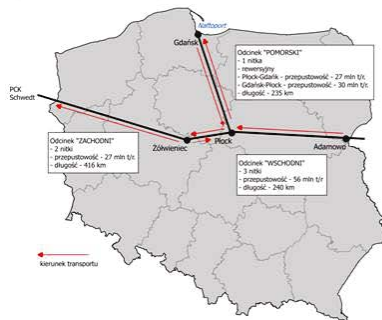 Naftoport
Gdańsk
Odcinek "POMORSKI"
- 1 nitka
- rewersyjny
- Płock-Gdańk - przepustowość - 27 mln t/r.
- Gdańsk-Płock - przepustowość - 30 mln t/r.
- długość - 235 km
PCK
Schwedt
Odcinek "ZACHODNI"
- 2 nitki
- przepustowość - 27 mln t/r.
- długość - 416 km
Żółwieniec
Płock
Adamowo
Odcinek "WSCHODNI"
- 3 nitki
- przepustowość - 56 mln t/r.
- długość - 240 km
kierunek transportu